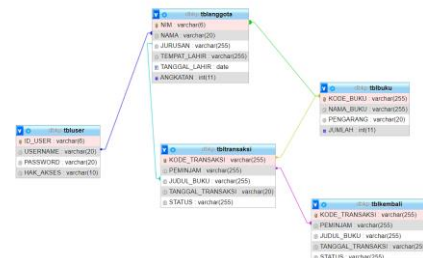 tblanggota
NIM : varchar(6)
NAMA : varchar(20)
JURUSAN : varchar(255)
TEMPAT_LAHIR : varchar(255)
TANGGAL_LAHIR : date
ANGKATAN : int(11)
tblbuku
KODE_BUKU : varchar(255)
NAMA_BUKU : varchar(255)
PENGARANG : varchar(20)
JUMLAH : int(11)
tbluser
ID_USER : varchar(6)
USERNAME : varchar(20)
PASSWORD : varchar(20)
HAK_AKSES : varchar(10)
tbltransaksi
KODE_TRANSAKSI : varchar(255)
PEMINJAM : varchar(255)
JUDUL_BUKU : varchar(255)
TANGGAL_TRANSAKSI : varchar(20)
STATUS : varchar(255)
tblkembali
KODE_TRANSAKSI : varchar(255)
PEMINJAM : varchar(255)
JUDUL_BUKU : varchar(255)
TANGGAL_TRANSAKSI : varchar(255
STATUS : varchar(255)